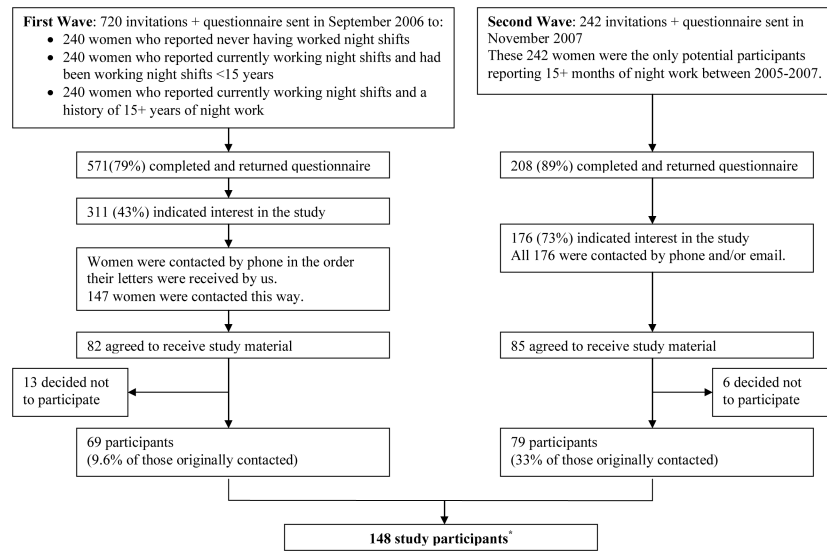 First Wave: 720 invitations + questionnaire sent in September 2006 to:
• 240 women who reported never having worked night shifts
• 240 women who reported currently working night shifts and had
been working night shifts <15 years
• 240 women who reported currently working night shifts and a
history of 15+ years of night work
Second Wave: 242 invitations + questionnaire sent in
November 2007
These 242 women were the only potential participants
reporting 15+ months of night work between 2005-2007.
571(79%) completed and returned questionnaire
208 (89%) completed and returned questionnaire
311 (43%) indicated interest in the study
176 (73%) indicated interest in the study
All 176 were contacted by phone and/or email.
Women were contacted by phone in the order
their letters were received by us.
147 women were contacted this way.
82 agreed to receive study material
85 agreed to receive study material
13 decided not
to participate
6 decided not
to participate
69 participants
(9.6% of those originally contacted)
79 participants
(33% of those originally contacted)
148 study participants*